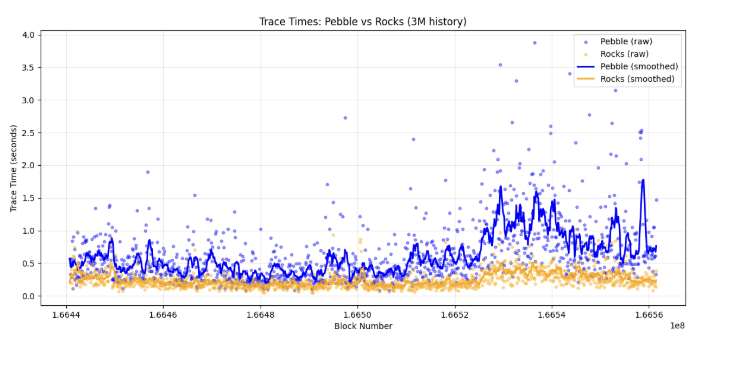 Trace Times: Pebble vs Rocks (3M history)
Trace Time (seconds)
4.0
3.5
3.0
2.5
2.0
1.5
1.0
0.5
0.0
Pebble (raw)
Rocks (raw)
Pebble (smoothed)
Rocks (smoothed)
1.6644 1.6646 1.6648 1.6650 1.6652 1.6654 1.6656
1e8
Block Number